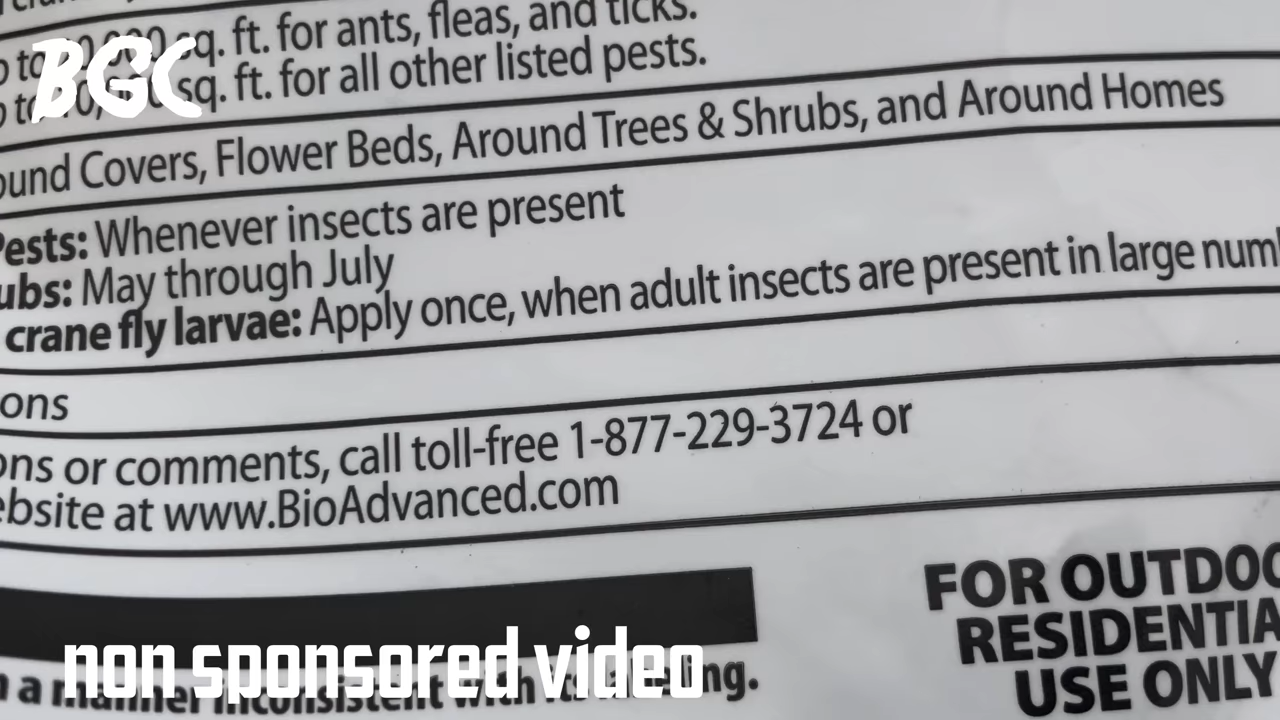 sq. ft. for ants, fleas, and ticks.
sq. ft. for all other listed pests.
BGC
Covers, Flower Beds, Around Trees & Shrubs, and Around Homes
Pests: Whenever insects are present
ubs: May through July
crane fly larvae: Apply once, when adult insects are present in large num
ons
ons or comments, call toll-free 1-877-229-3724 or
ebsite at www.BioAdvanced.com
FOR OUTDOO
RESIDENTIA
USE ONLY
non sponsored video
a manner inconsistent with its labeling.